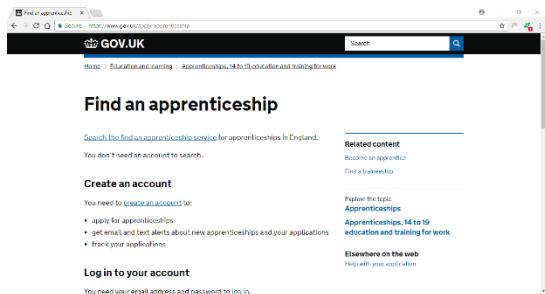 Find an apprenticeship
Secure
https://www.gov.uk/apply-apprenticeship
GOV.UK
Search
Home > Education and learning > Apprenticeships, 14 to 19 education and training for work
Find an apprenticeship
Search the find an apprenticeship service for apprenticeships in England.
You don't need an account to search.
Create an account
You need to create an account to:
• apply for apprenticeships
• get email and text alerts about new apprenticeships and your applications
• track your applications
Log in to your account
You need your email address and password to log in.
Related content
Become an apprentice
Find a traineeship
Explore the topic
Apprenticeships
Apprenticeships, 14 to 19
education and training for work
Elsewhere on the web
Help with your application